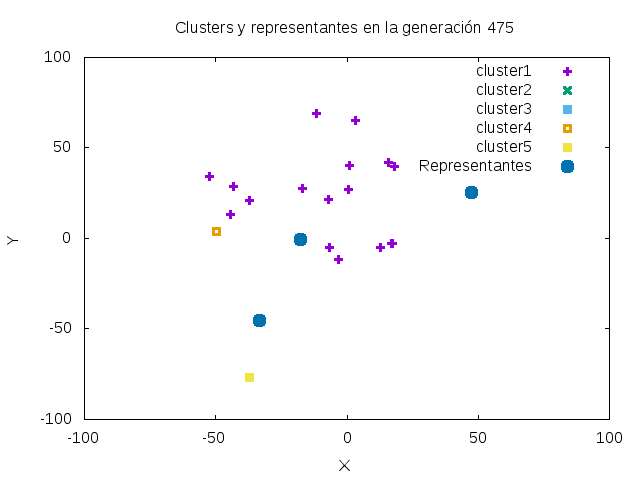 Clusters y representantes en la generación 475
100
50
0
-50
-100
Y
-100
-50
0
50
100
X
cluster1
cluster2
cluster3
cluster4
cluster5
Representantes